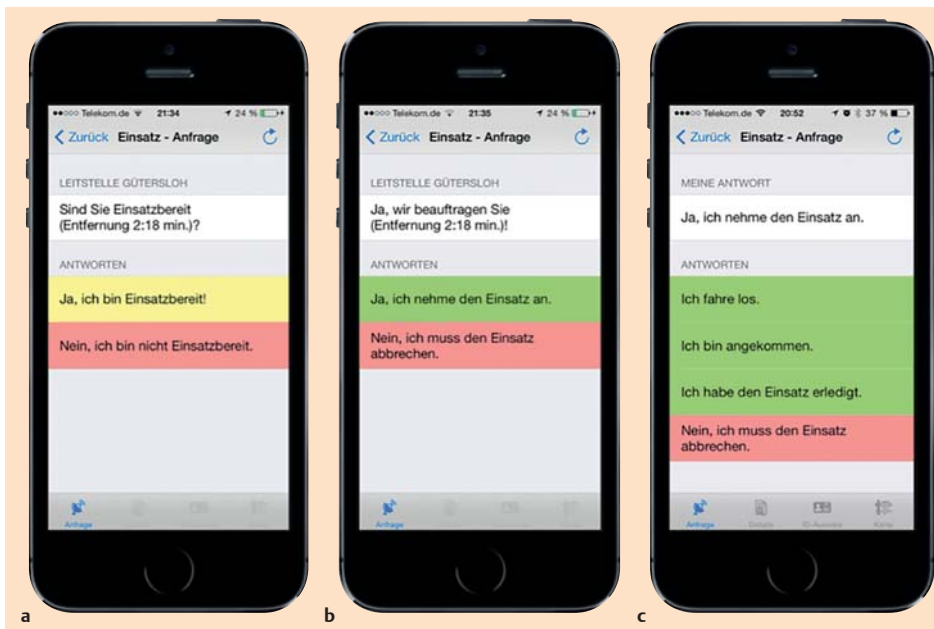 ●●○○○ Telekom.de 21:34 24 %
Zurück Einsatz - Anfrage
LEITSTELLE GÜTERSLOH
Sind Sie Einsatzbereit
(Entfernung 2:18 min.)?
ANTWORTEN
Ja, ich bin Einsatzbereit!
Nein, ich bin nicht Einsatzbereit.
Anfrage
a
●●○○○ Telekom.de 21:35 24 %
Zurück Einsatz - Anfrage
LEITSTELLE GÜTERSLOH
Ja, wir beauftragen Sie
(Entfernung 2:18 min.)!
ANTWORTEN
Ja, ich nehme den Einsatz an.
Nein, ich muss den Einsatz
abbrechen.
Anfrage
b
●●●○○ Telekom.de 20:52 37 %
Zurück Einsatz - Anfrage
MEINE ANTWORT
Ja, ich nehme den Einsatz an.
ANTWORTEN
Ich fahre los.
Ich bin angekommen.
Ich habe den Einsatz erledigt.
Nein, ich muss den Einsatz
abbrechen.
Anfrage Details ID-Ausweis Karte
c